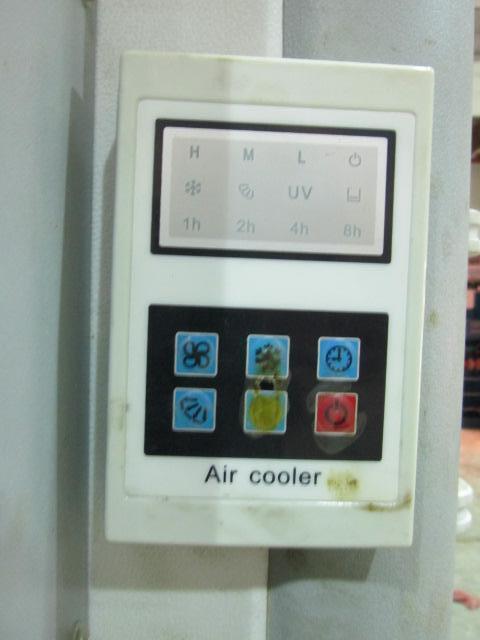 H M L
UV
1h 2h 4h 8h
Air cooler